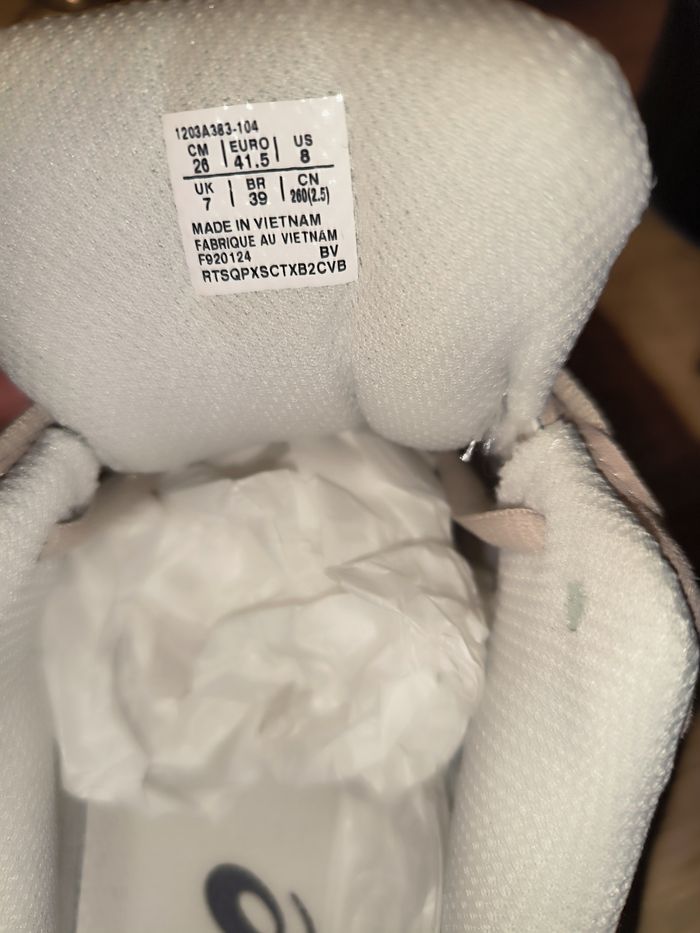 1203A383-104
CM 26 | EURO 41.5 | US 8
UK 7 | BR 39 | CN 260(2.5)
MADE IN VIETNAM
FABRIQUE AU VIETNAM
F920124 BV
RTSQPXSCTXB2CVB